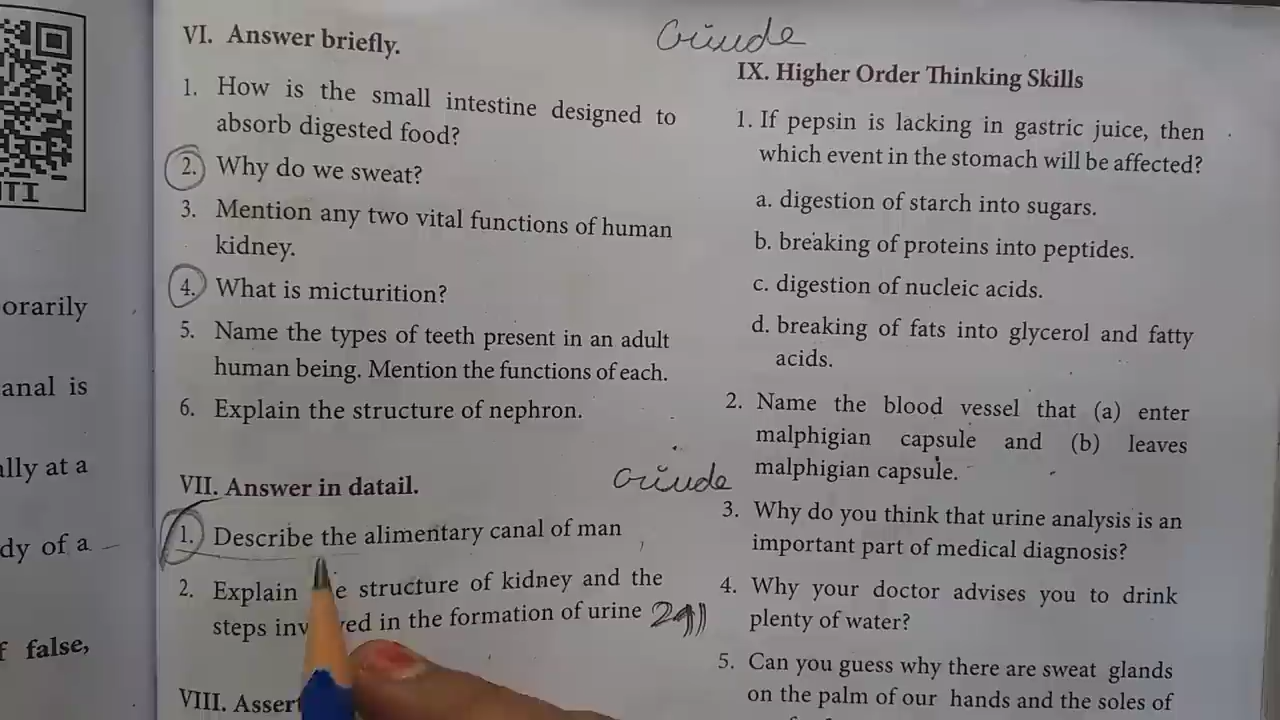 TI
orarily
anal is
ally at a
dy of a
f false,
VI. Answer briefly.
1. How is the small intestine designed to
absorb digested food?
2. Why do we sweat?
3. Mention any two vital functions of human
kidney.
4. What is micturition?
5. Name the types of teeth present in an adult
human being. Mention the functions of each.
6. Explain the structure of nephron.
VII. Answer in datail.
1. Describe the alimentary canal of man
2. Explain e structure of kidney and the
steps inv ved in the formation of urine
VIII. Assert
IX. Higher Order Thinking Skills
1. If pepsin is lacking in gastric juice, then
which event in the stomach will be affected?
a. digestion of starch into sugars.
b. breaking of proteins into peptides.
c. digestion of nucleic acids.
d. breaking of fats into glycerol and fatty
acids.
2. Name the blood vessel that (a) enter
malphigian capsule and (b) leaves
malphigian capsule.
3. Why do you think that urine analysis is an
important part of medical diagnosis?
4. Why your doctor advises you to drink
plenty of water?
5. Can you guess why there are sweat glands
on the palm of our hands and the soles of